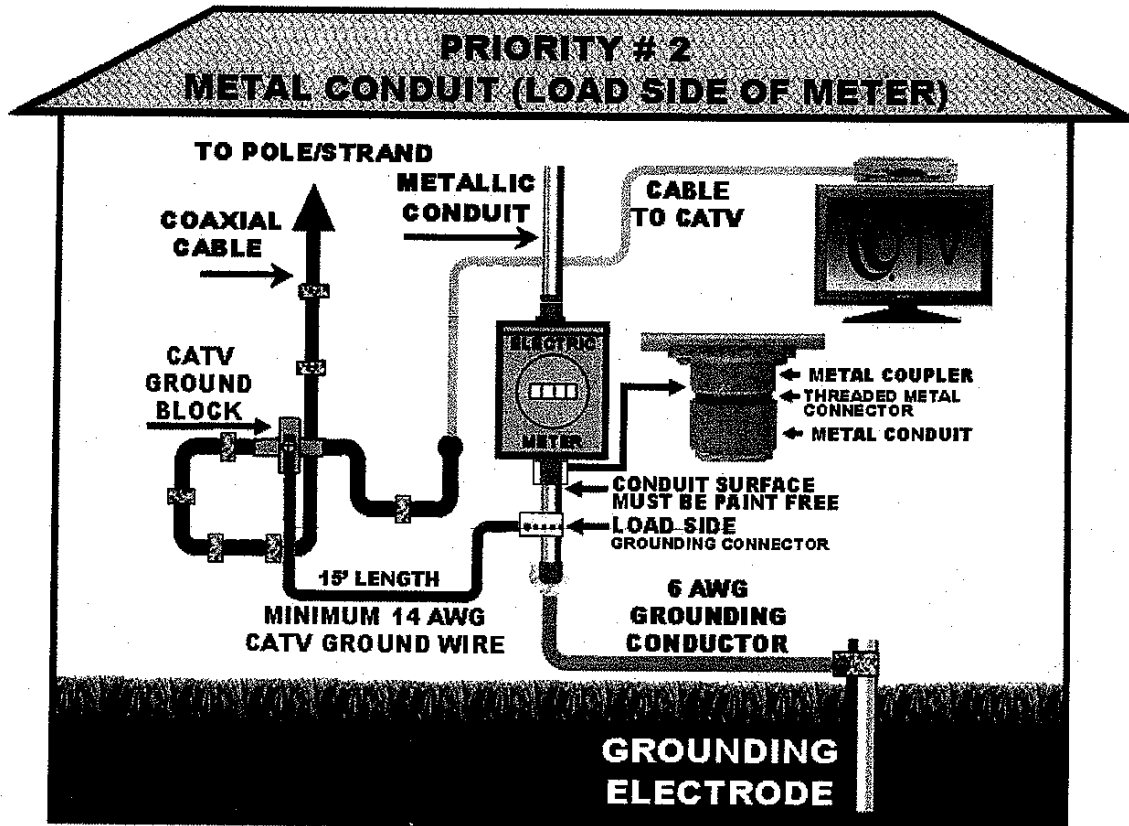 PRIORITY # 2
METAL CONDUIT (LOAD SIDE OF METER)
TO POLE/STRAND
METALLIC
CONDUIT
CABLE
TO CATV
COAXIAL
CABLE
TV
CATV
GROUND
BLOCK
ELECTRIC
METER
METAL COUPLER
THREADED METAL
CONNECTOR
METAL CONDUIT
CONDUIT SURFACE
MUST BE PAINT FREE
LOAD SIDE
GROUNDING CONNECTOR
15' LENGTH
MINIMUM 14 AWG
CATV GROUND WIRE
6 AWG
GROUNDING
CONDUCTOR
GROUNDING
ELECTRODE